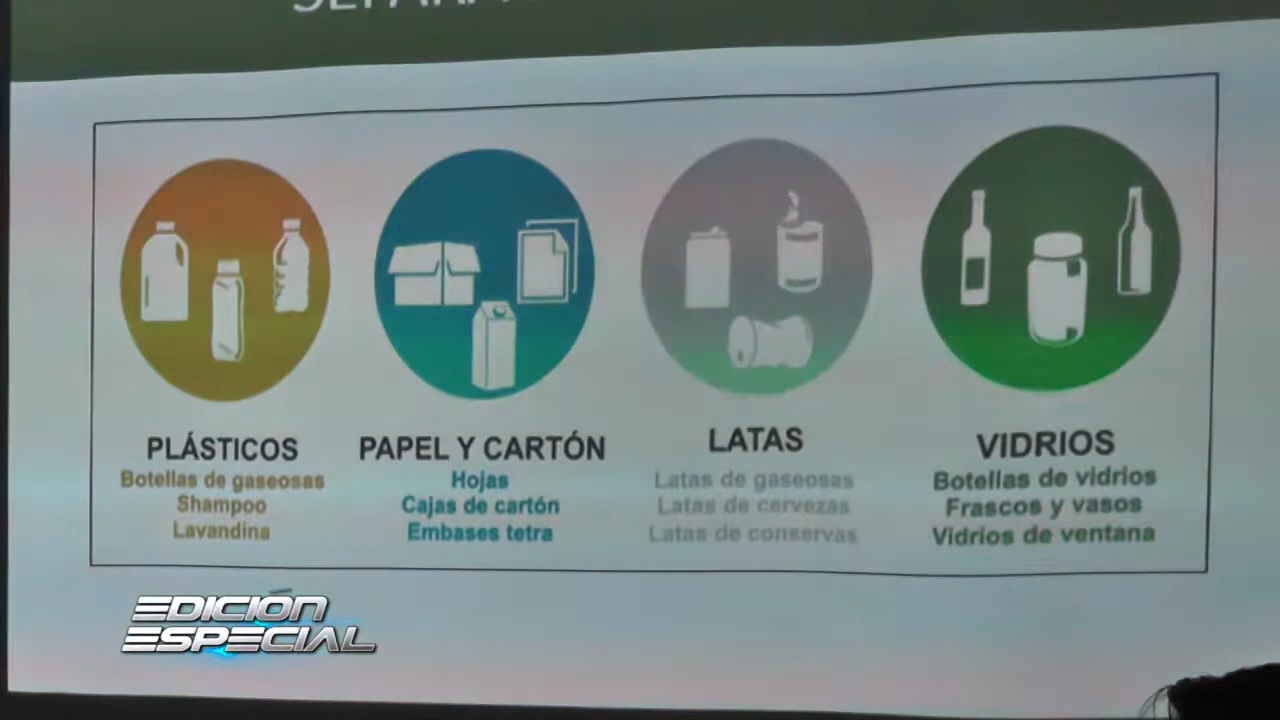 PLÁSTICOS
Botellas de gaseosas
Shampoo
Lavandina
PAPEL Y CARTÓN
Hojas
Cajas de cartón
Embases tetra
LATAS
Latas de gaseosas
Latas de cervezas
Latas de conservas
VIDRIOS
Botellas de vidrios
Frascos y vasos
Vidrios de ventana
EDICIÓN
ESPECIAL